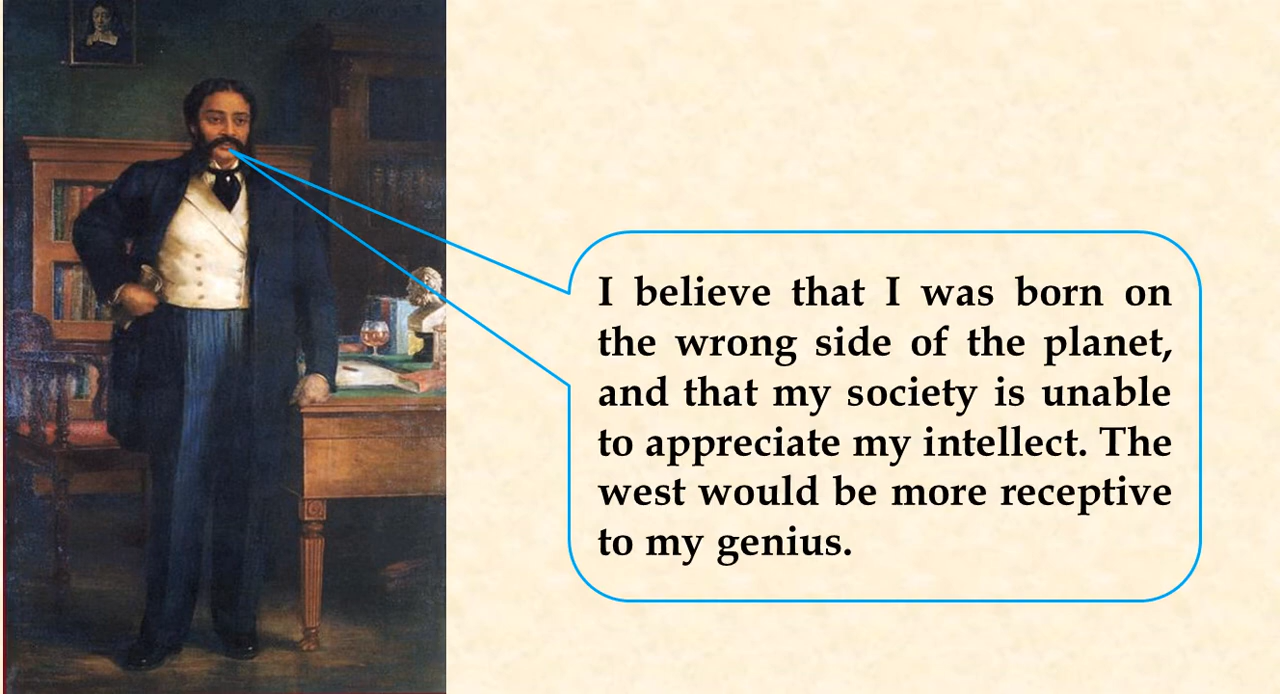 I believe that I was born on
the wrong side of the planet,
and that my society is unable
to appreciate my intellect. The
west would be more receptive
to my genius.